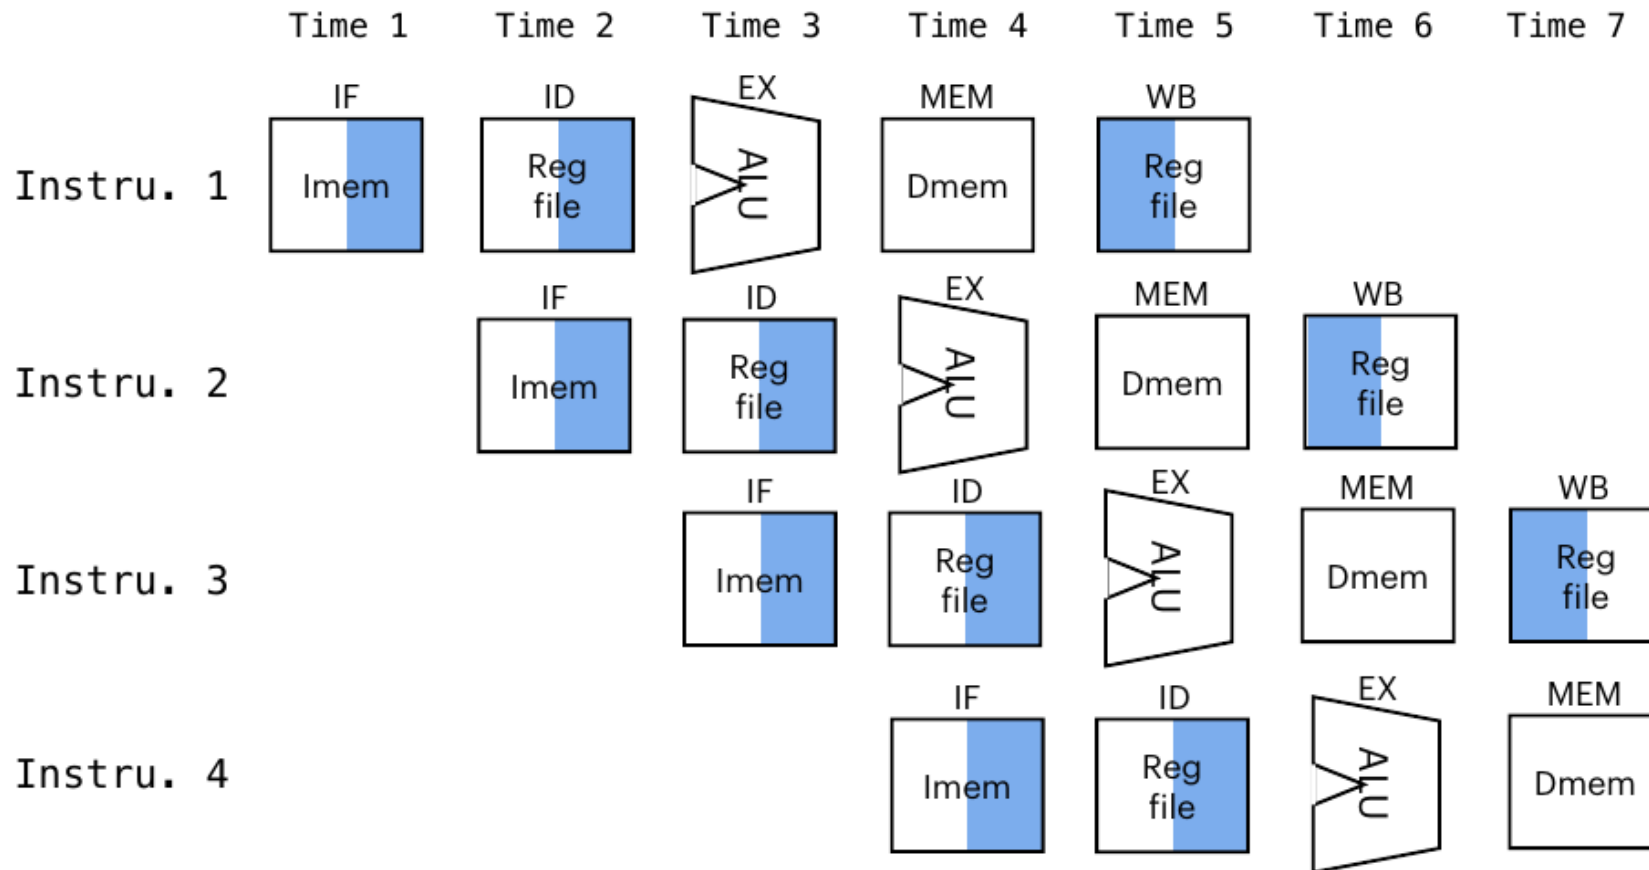 Time 1 Time 2 Time 3 Time 4 Time 5 Time 6 Time 7
IF ID EX MEM WB
Instru. 1 Imem Reg file ALU Dmem Reg file
IF ID EX MEM WB
Instru. 2 Imem Reg file ALU Dmem Reg file
IF ID EX MEM WB
Instru. 3 Imem Reg file ALU Dmem Reg file
IF ID EX MEM
Instru. 4 Imem Reg file ALU Dmem